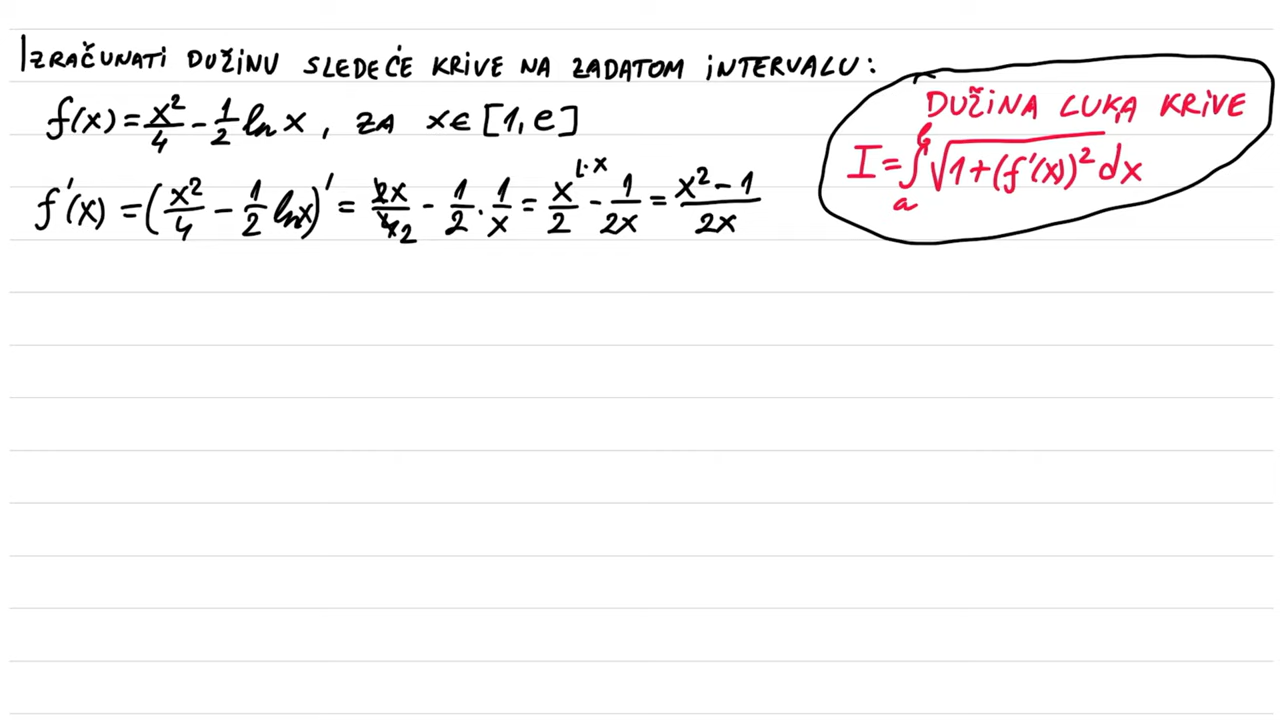 IZRAČUNATI DUŽINU SLEDEĆE KRIVE NA ZADATOM INTERVALU:
f(x) = x²/4 - 1/2 ln x , ZA x ∈ [1, e]
f'(x) = (x²/4 - 1/2 ln x)' = 2x/4 2 - 1/2 · 1/x = x/2 |·x - 1/2x = x² - 1/2x
DUŽINA LUKA KRIVE
I = ∫ₐᵇ √1 + (f'(x))² dx